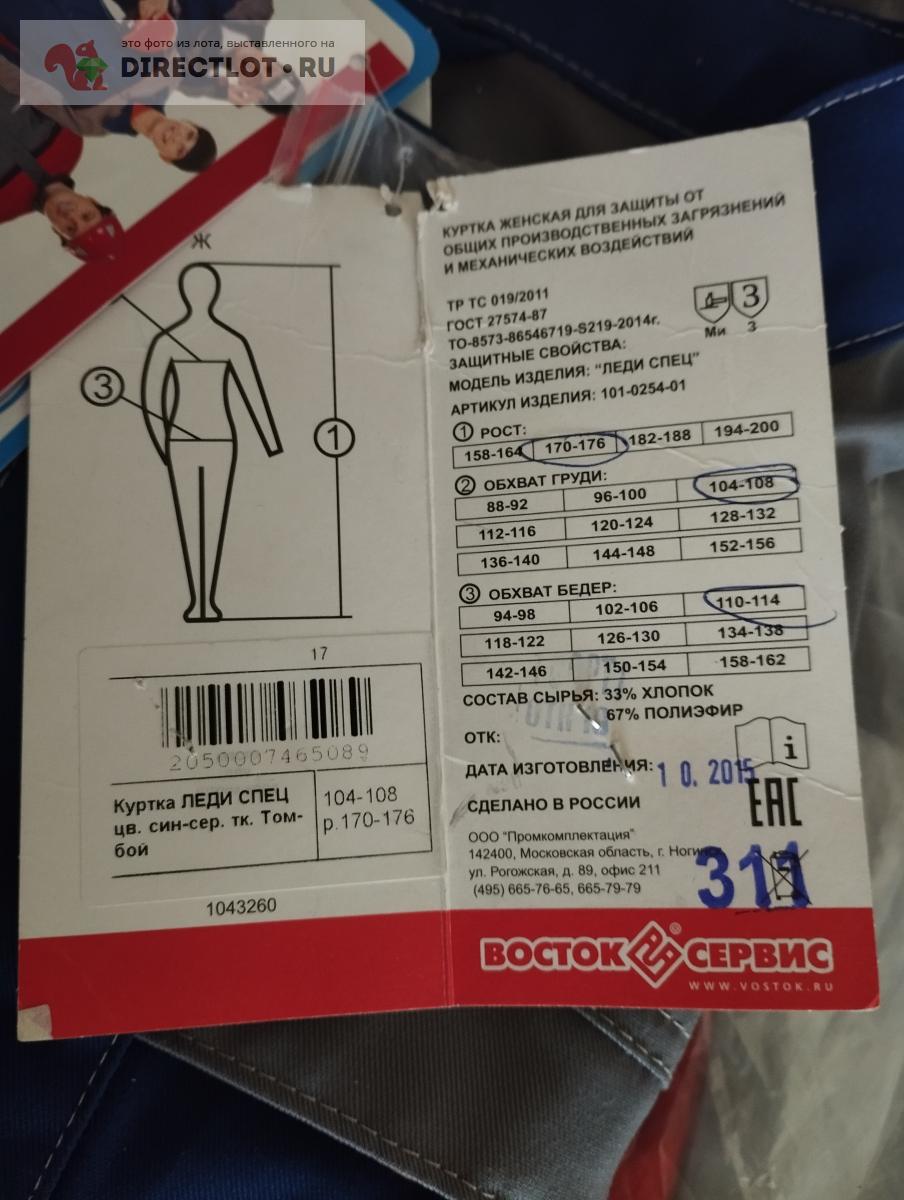 это фото из лота, выставленного на
DIRECTLOT.RU
Ж
3
1
17
2050007465089
Куртка ЛЕДИ СПЕЦ
цв. син-сер. тк. Том-
бой
104-108
р.170-176
1043260
КУРТКА ЖЕНСКАЯ ДЛЯ ЗАЩИТЫ ОТ
ОБЩИХ ПРОИЗВОДСТВЕННЫХ ЗАГРЯЗНЕНИЙ
И МЕХАНИЧЕСКИХ ВОЗДЕЙСТВИЙ
ТР ТС 019/2011
ГОСТ 27574-87
ТО-8573-86546719-S219-2014г.
ЗАЩИТНЫЕ СВОЙСТВА:
3
Ми 3
МОДЕЛЬ ИЗДЕЛИЯ: "ЛЕДИ СПЕЦ"
АРТИКУЛ ИЗДЕЛИЯ: 101-0254-01
1 РОСТ:
158-164 170-176 182-188 194-200
2 ОБХВАТ ГРУДИ:
88-92 96-100 104-108
112-116 120-124 128-132
136-140 144-148 152-156
3 ОБХВАТ БЕДЕР:
94-98 102-106 110-114
118-122 126-130 134-138
142-146 150-154 158-162
СОСТАВ СЫРЬЯ: 33% ХЛОПОК
67% ПОЛИЭФИР
ОТК:
ДАТА ИЗГОТОВЛЕНИЯ: 1 0. 2015
i
СДЕЛАНО В РОССИИ
EAC
ООО "Промкомплектация"
142400, Московская область, г. Ногинск
ул. Рогожская, д. 89, офис 211
(495) 665-76-65, 665-79-79
311
ВОСТОК СЕРВИС
®
WWW.VOSTOK.RU